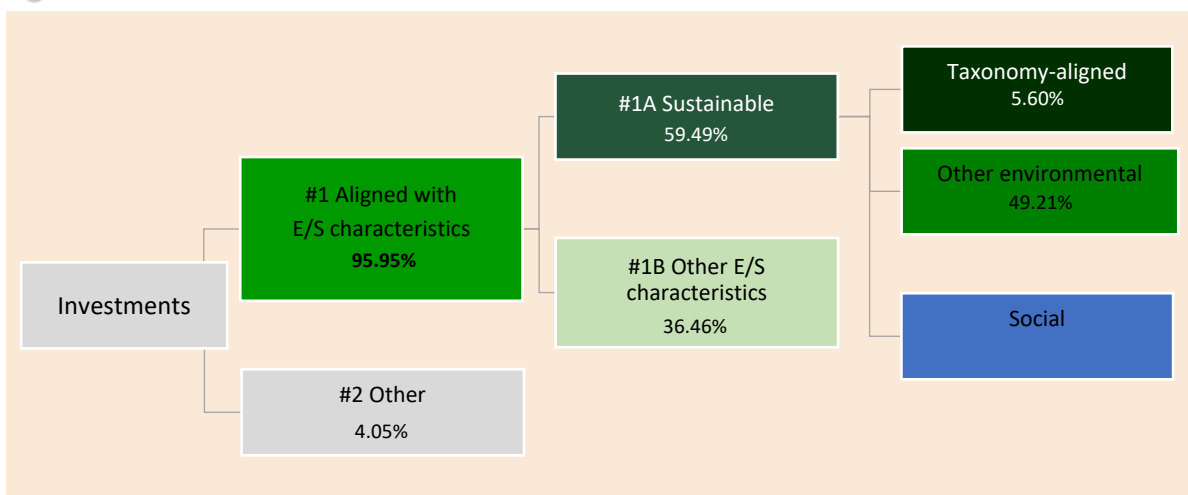 Investments
#1 Aligned with
E/S characteristics
95.95%
#2 Other
4.05%
#1A Sustainable
59.49%
#1B Other E/S
characteristics
36.46%
Taxonomy-aligned
5.60%
Other environmental
49.21%
Social